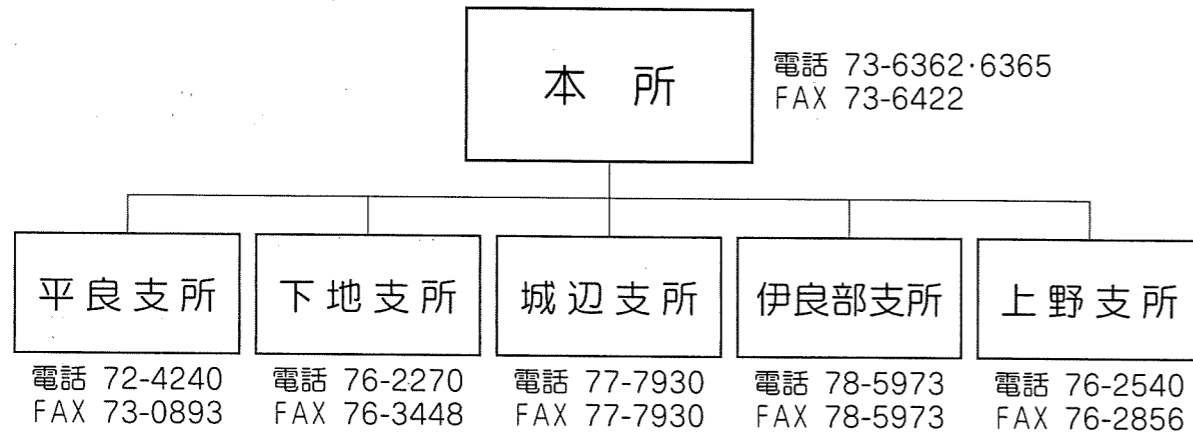 本所
電話 73-6362・6365
FAX 73-6422
平良支所
電話 72-4240
FAX 73-0893
下地支所
電話 76-2270
FAX 76-3448
城辺支所
電話 77-7930
FAX 77-7930
伊良部支所
電話 78-5973
FAX 78-5973
上野支所
電話 76-2540
FAX 76-2856